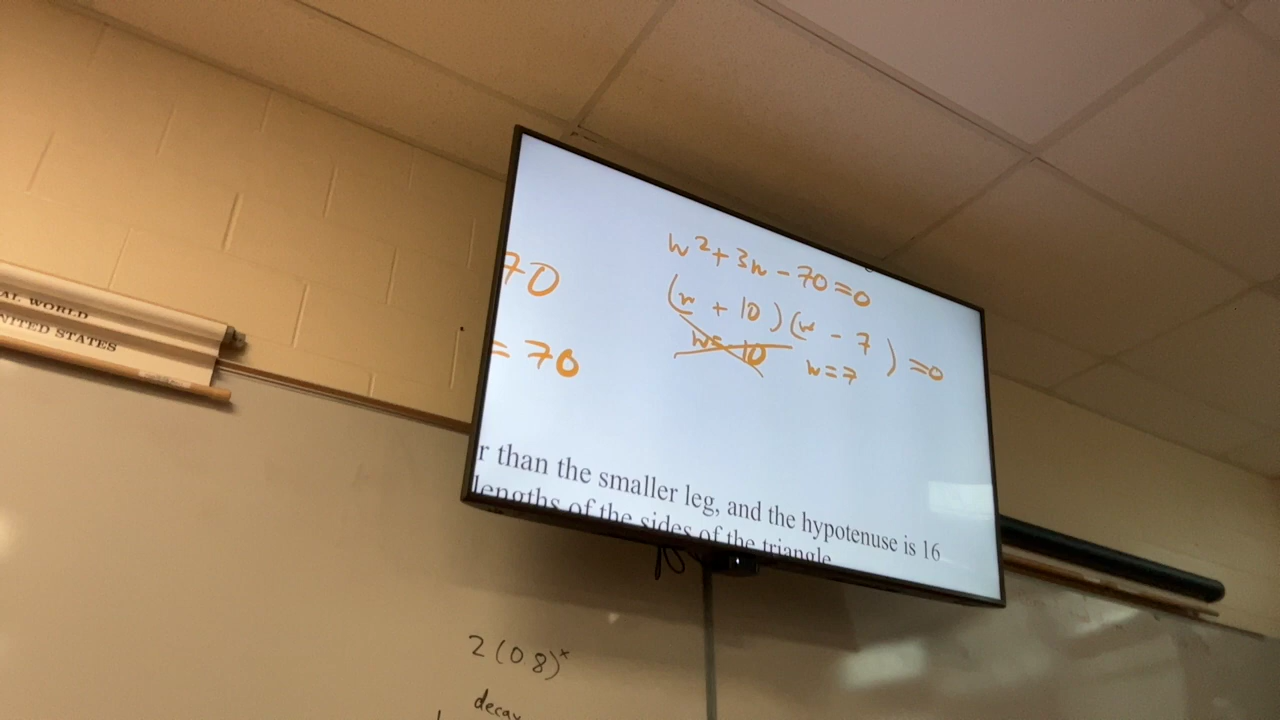 AL WORLD
NITED STATES
70
= 70
w² + 3w - 70 = 0
(w + 10)(w - 7) = 0
w = -10
w = 7
r than the smaller leg, and the hypotenuse is 16
lengths of the sides of the triangle
2(0.8)ˣ
decay